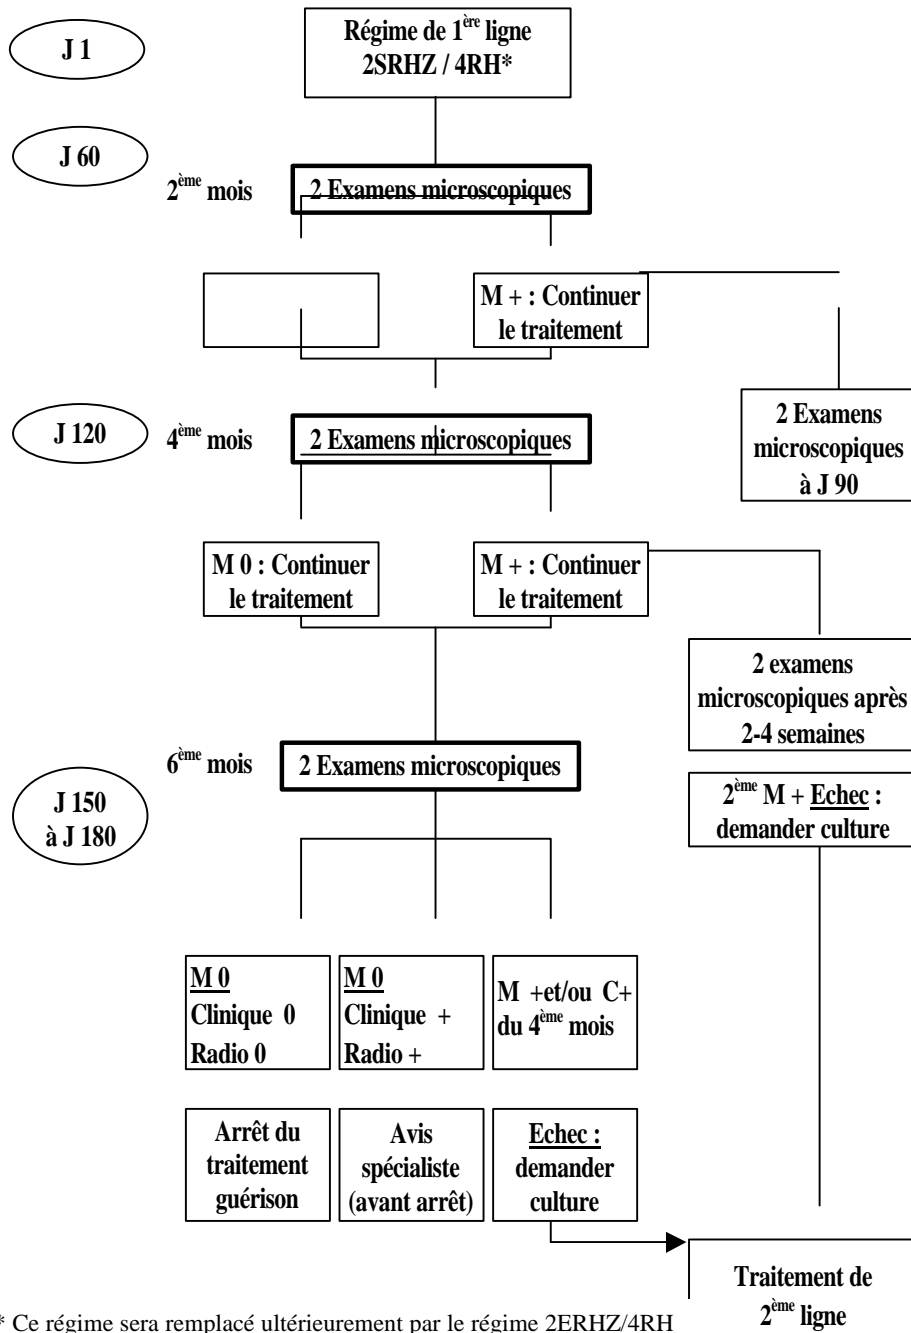 J 1
Régime de 1ère ligne
2SRHZ / 4RH*
J 60
2ème mois
2 Examens microscopiques
M + : Continuer
le traitement
J 120
4ème mois
2 Examens microscopiques
2 Examens
microscopiques
à J 90
M 0 : Continuer
le traitement
M + : Continuer
le traitement
2 examens
microscopiques après
2-4 semaines
6ème mois
2 Examens microscopiques
J 150
à J 180
2ème M + Echec :
demander culture
M 0
Clinique 0
Radio 0
M 0
Clinique +
Radio +
M +et/ou C+
du 4ème mois
Arrêt du
traitement
guérison
Avis
spécialiste
(avant arrêt)
Echec :
demander
culture
Traitement de
2ème ligne
* Ce régime sera remplacé ultérieurement par le régime 2ERHZ/4RH